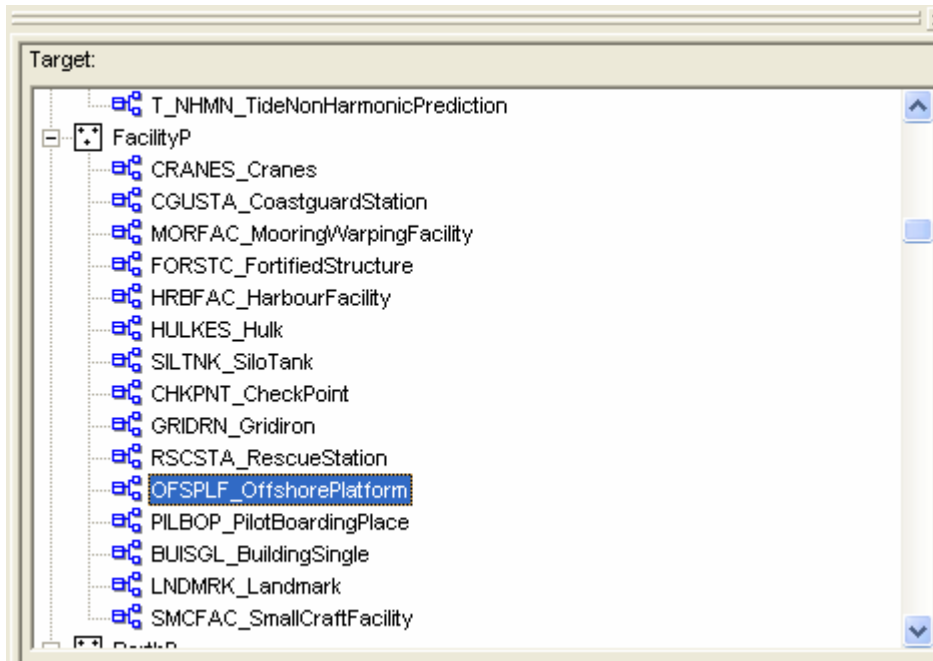 Target:
T_NHMN_TideNonHarmonicPrediction
FacilityP
CRANES_Cranes
CGUSTA_CoastguardStation
MORFAC_MooringWarpingFacility
FORSTC_FortifiedStructure
HRBFAC_HarbourFacility
HULKES_Hulk
SILTNK_SiloTank
CHKPNT_CheckPoint
GRIDRN_Gridiron
RSCSTA_RescueStation
OFSPLF_OffshorePlatform
PILBOP_PilotBoardingPlace
BUISGL_BuildingSingle
LNDMRK_Landmark
SMCFAC_SmallCraftFacility